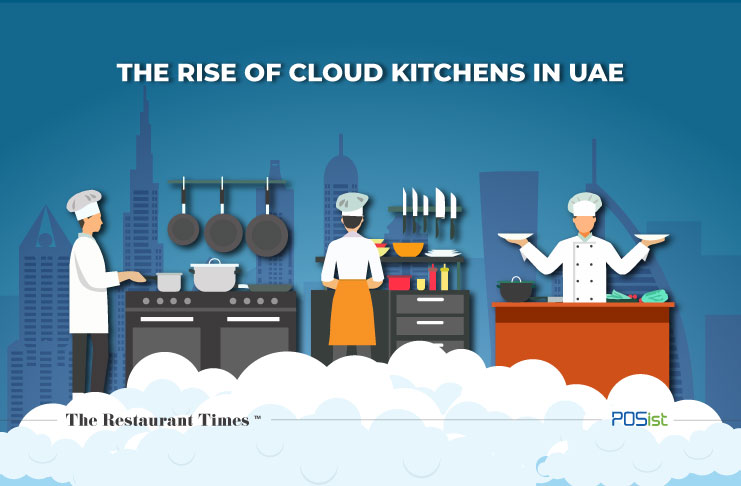 THE RISE OF CLOUD KITCHENS IN UAE
The Restaurant Times ™
POSist